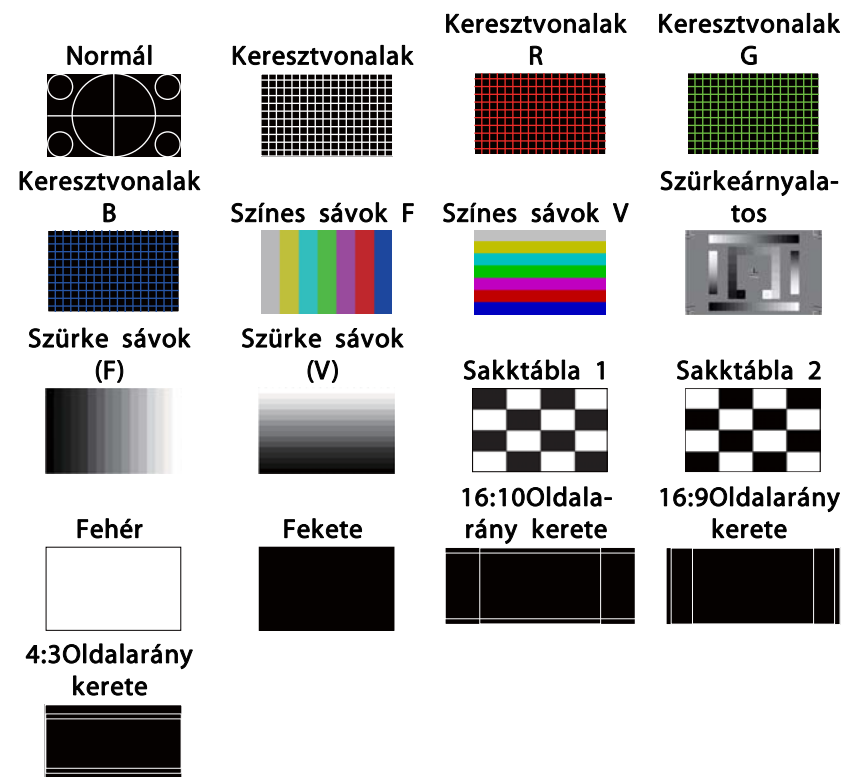 Normál
Keresztvonalak
Keresztvonalak
R
Keresztvonalak
G
Keresztvonalak
B
Színes sávok F
Színes sávok V
Szürkeárnyala-
tos
Szürke sávok
(F)
Szürke sávok
(V)
Sakktábla 1
Sakktábla 2
Fehér
Fekete
16:10Oldala-
rány kerete
16:9Oldalarány
kerete
4:3Oldalarány
kerete